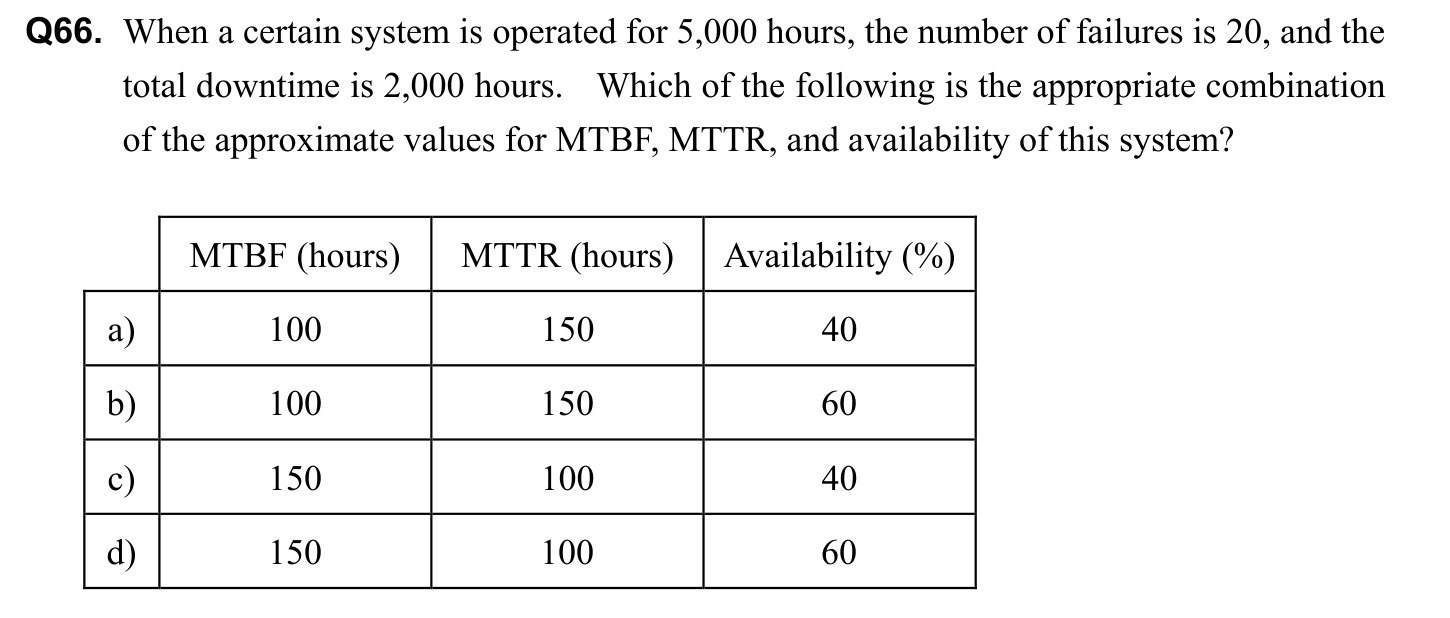 Q66. When a certain system is operated for 5,000 hours, the number of failures is 20, and the
total downtime is 2,000 hours. Which of the following is the appropriate combination
of the approximate values for MTBF, MTTR, and availability of this system?
MTBF (hours) MTTR (hours) Availability (%)
a) 100 150 40
b) 100 150 60
c) 150 100 40
d) 150 100 60